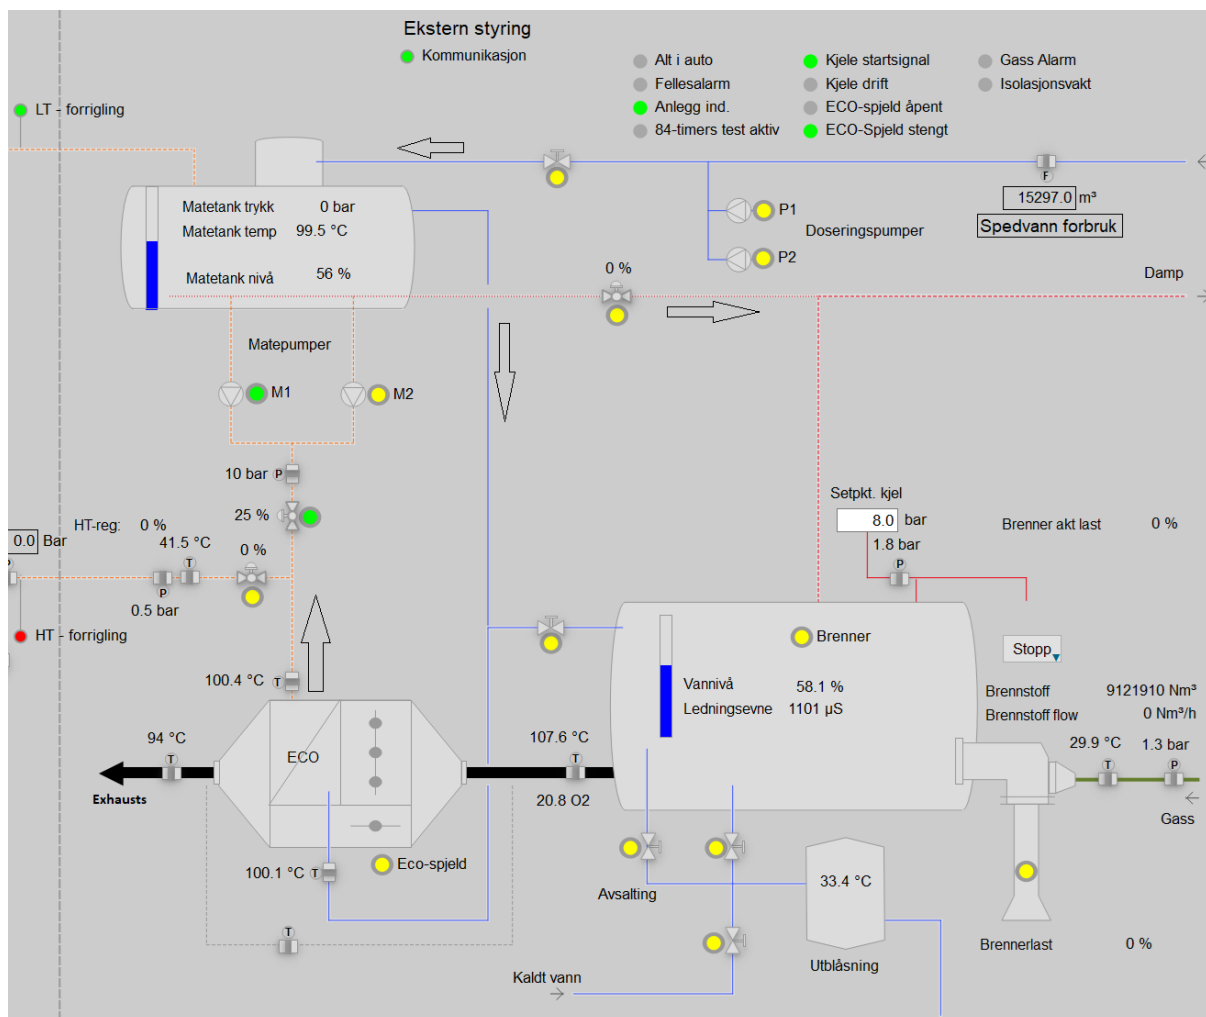 Ekstern styring
Kommunikasjon
Alt i auto
Kjele startsignal
Gass Alarm
Fellesalarm
Kjele drift
Isolasjonsvakt
Anlegg ind.
ECO-spjeld åpent
84-timers test aktiv
ECO-Spjeld stengt
LT - forrigling
F
15297.0 m³
Spedvann forbruk
Matetank trykk 0 bar
Matetank temp 99.5 °C
Matetank nivå 56 %
P1
Doseringspumper
P2
0 %
Damp
Matepumper
M1
M2
10 bar P
25 %
Setpkt. kjel
8.0 bar
1.8 bar
P
Brenner akt last 0 %
HT-reg: 0 %
0.0 Bar
41.5 °C
T
0 %
P
0.5 bar
HT - forrigling
Brenner
Stopp
Vannivå 58.1 %
Ledningsevne 1101 µS
Brennstoff 9121910 Nm³
Brennstoff flow 0 Nm³/h
100.4 °C T
94 °C
T
ECO
107.6 °C
T
29.9 °C
T
1.3 bar
P
Exhausts
20.8 O2
Gass
100.1 °C T
Eco-spjeld
Avsalting
33.4 °C
T
Brennerlast 0 %
Utblåsning
Kaldt vann